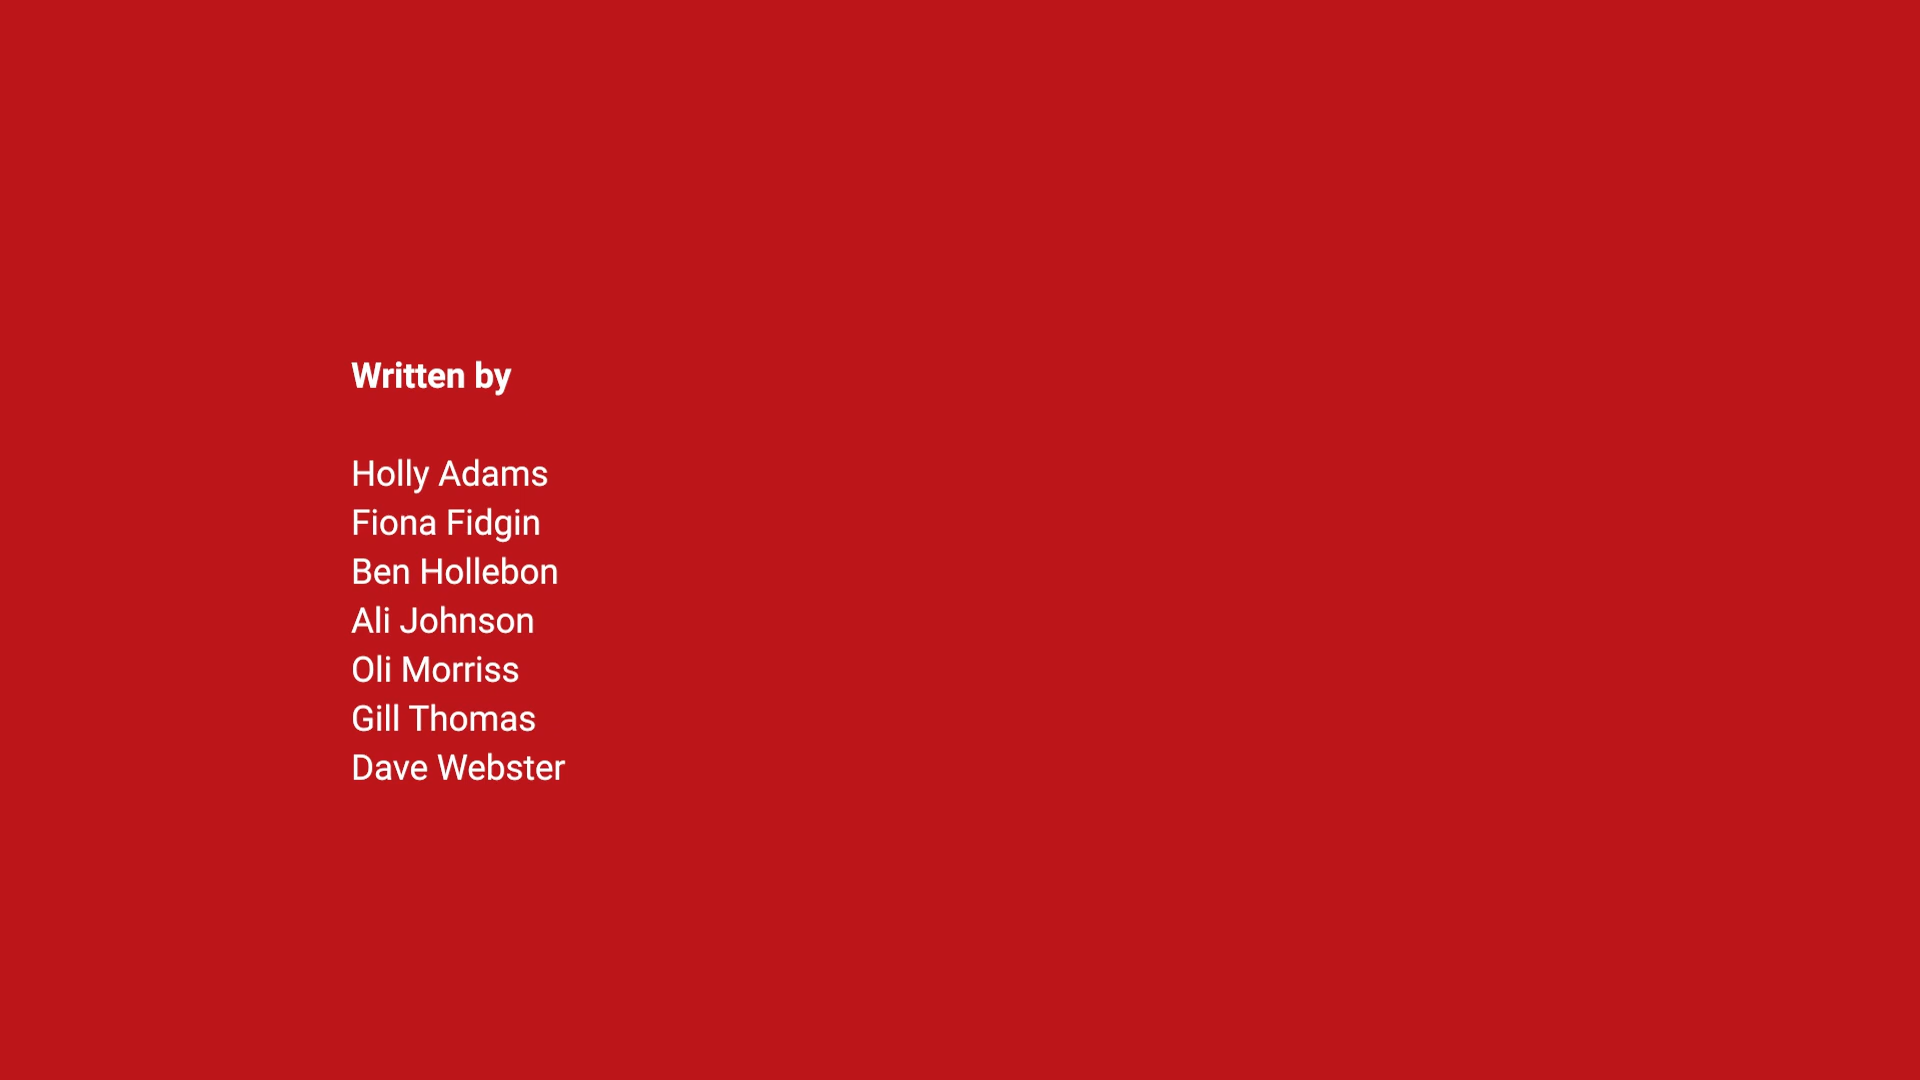 Written by
Holly Adams
Fiona Fidgin
Ben Hollebon
Ali Johnson
Oli Morriss
Gill Thomas
Dave Webster